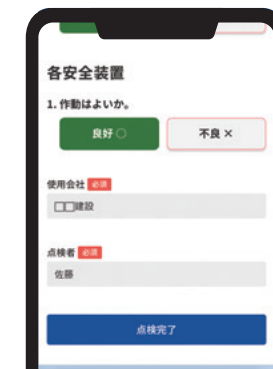 各安全装置
1. 作動はよいか。
良好○
不良×
使用会社 必須
□□建設
点検者 必須
佐藤
点検完了